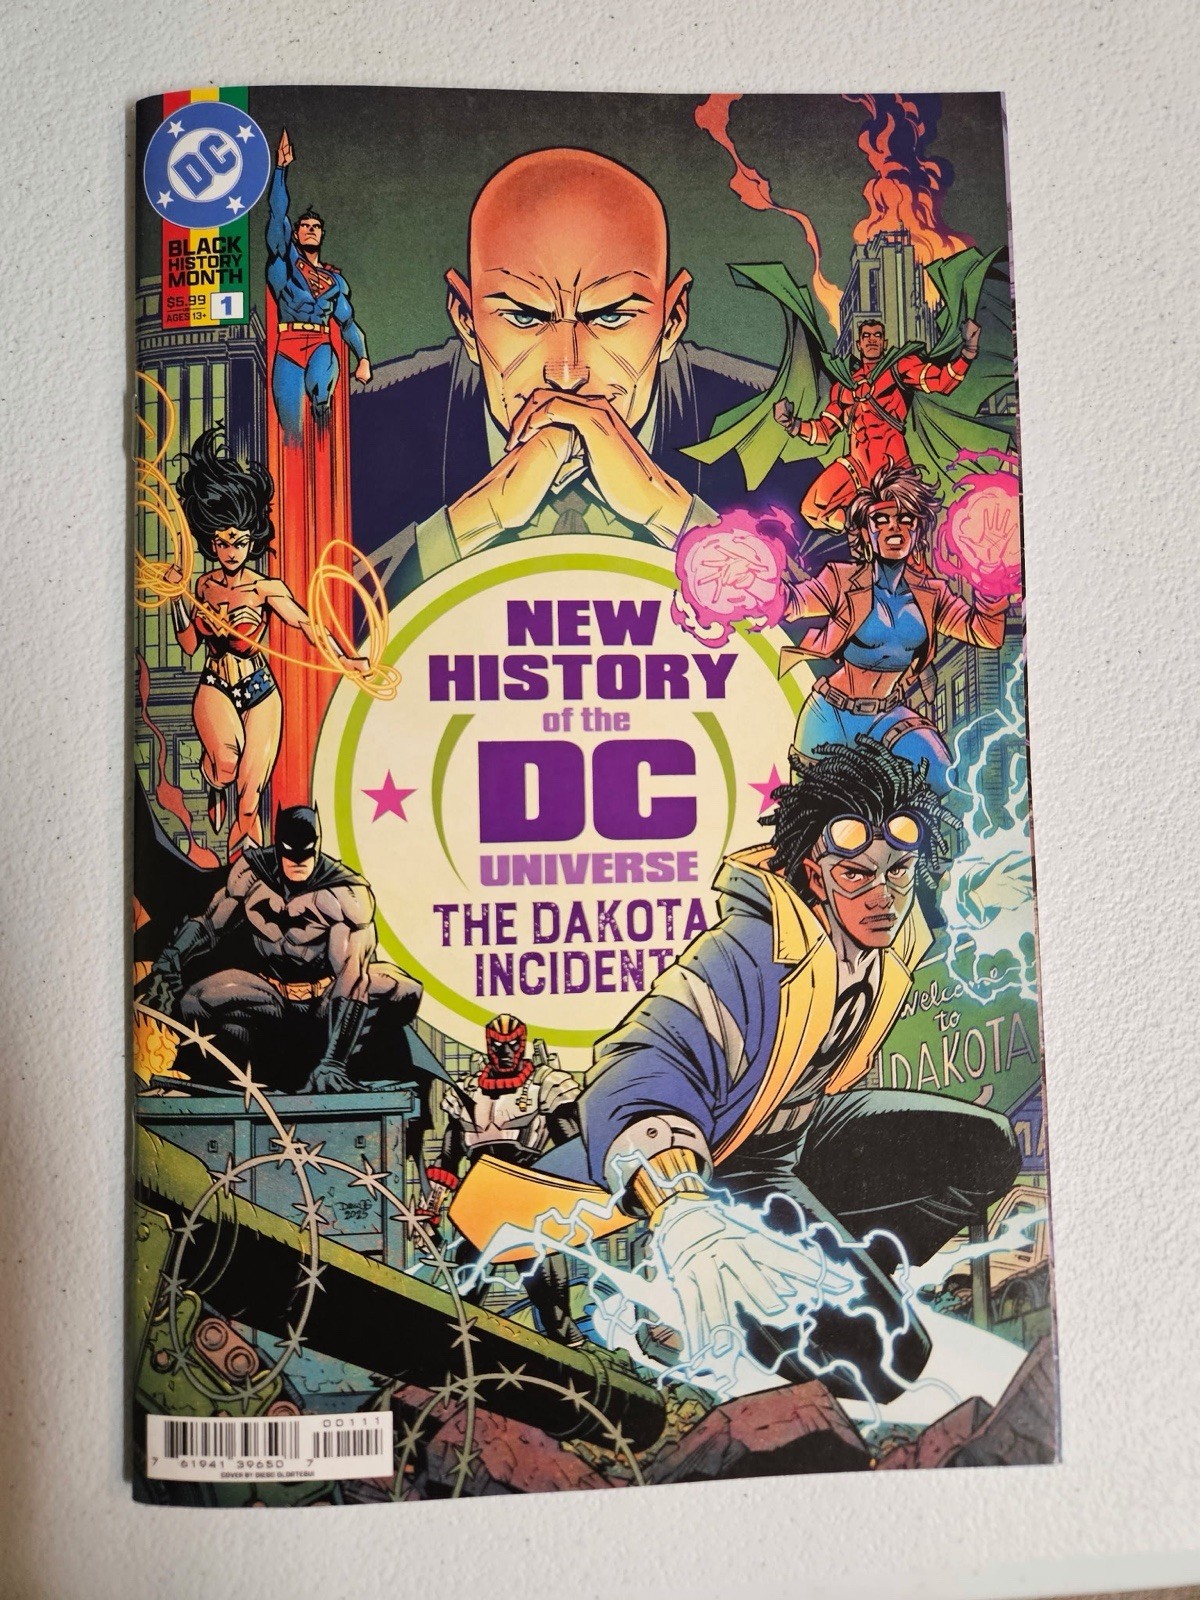 DC
BLACK
HISTORY
MONTH
$5.99
1
AGES 13+
NEW
HISTORY
of the
DC
UNIVERSE
THE DAKOTA
INCIDENT
Welcome
to
DAKOTA
2025
00111
7 61941 39650 7
COVER BY DIEGO OLORTEGUI